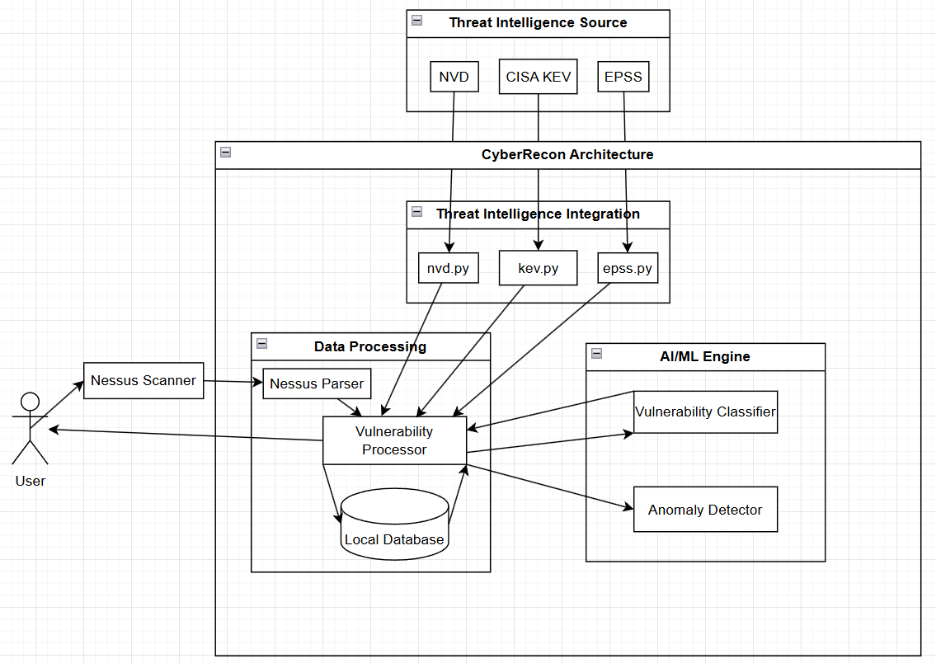 Threat Intelligence Source
NVD
CISA KEV
EPSS
CyberRecon Architecture
Threat Intelligence Integration
nvd.py
kev.py
epss.py
Data Processing
AI/ML Engine
Nessus Scanner
Nessus Parser
Vulnerability Classifier
Vulnerability
Processor
User
Anomaly Detector
Local Database